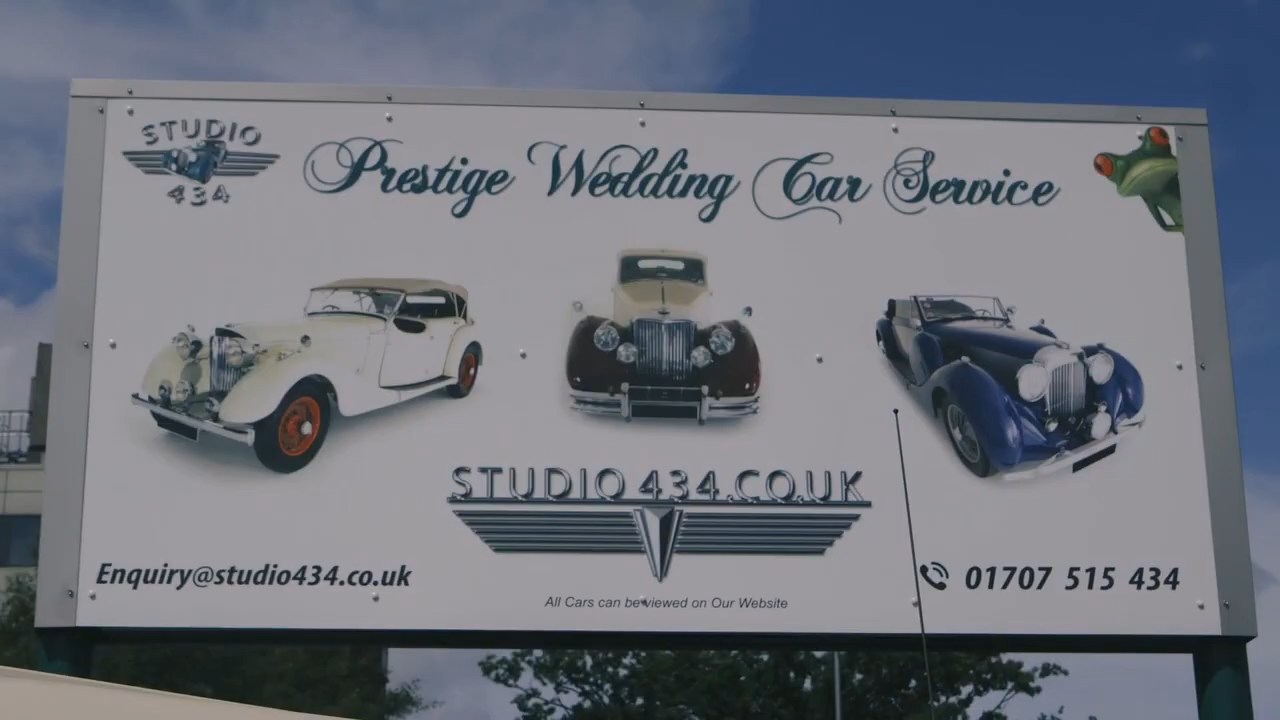 STUDIO
434
Prestige Wedding Car Service
STUDIO 434.CO.UK
Enquiry@studio434.co.uk
01707 515 434
All Cars can be viewed on Our Website